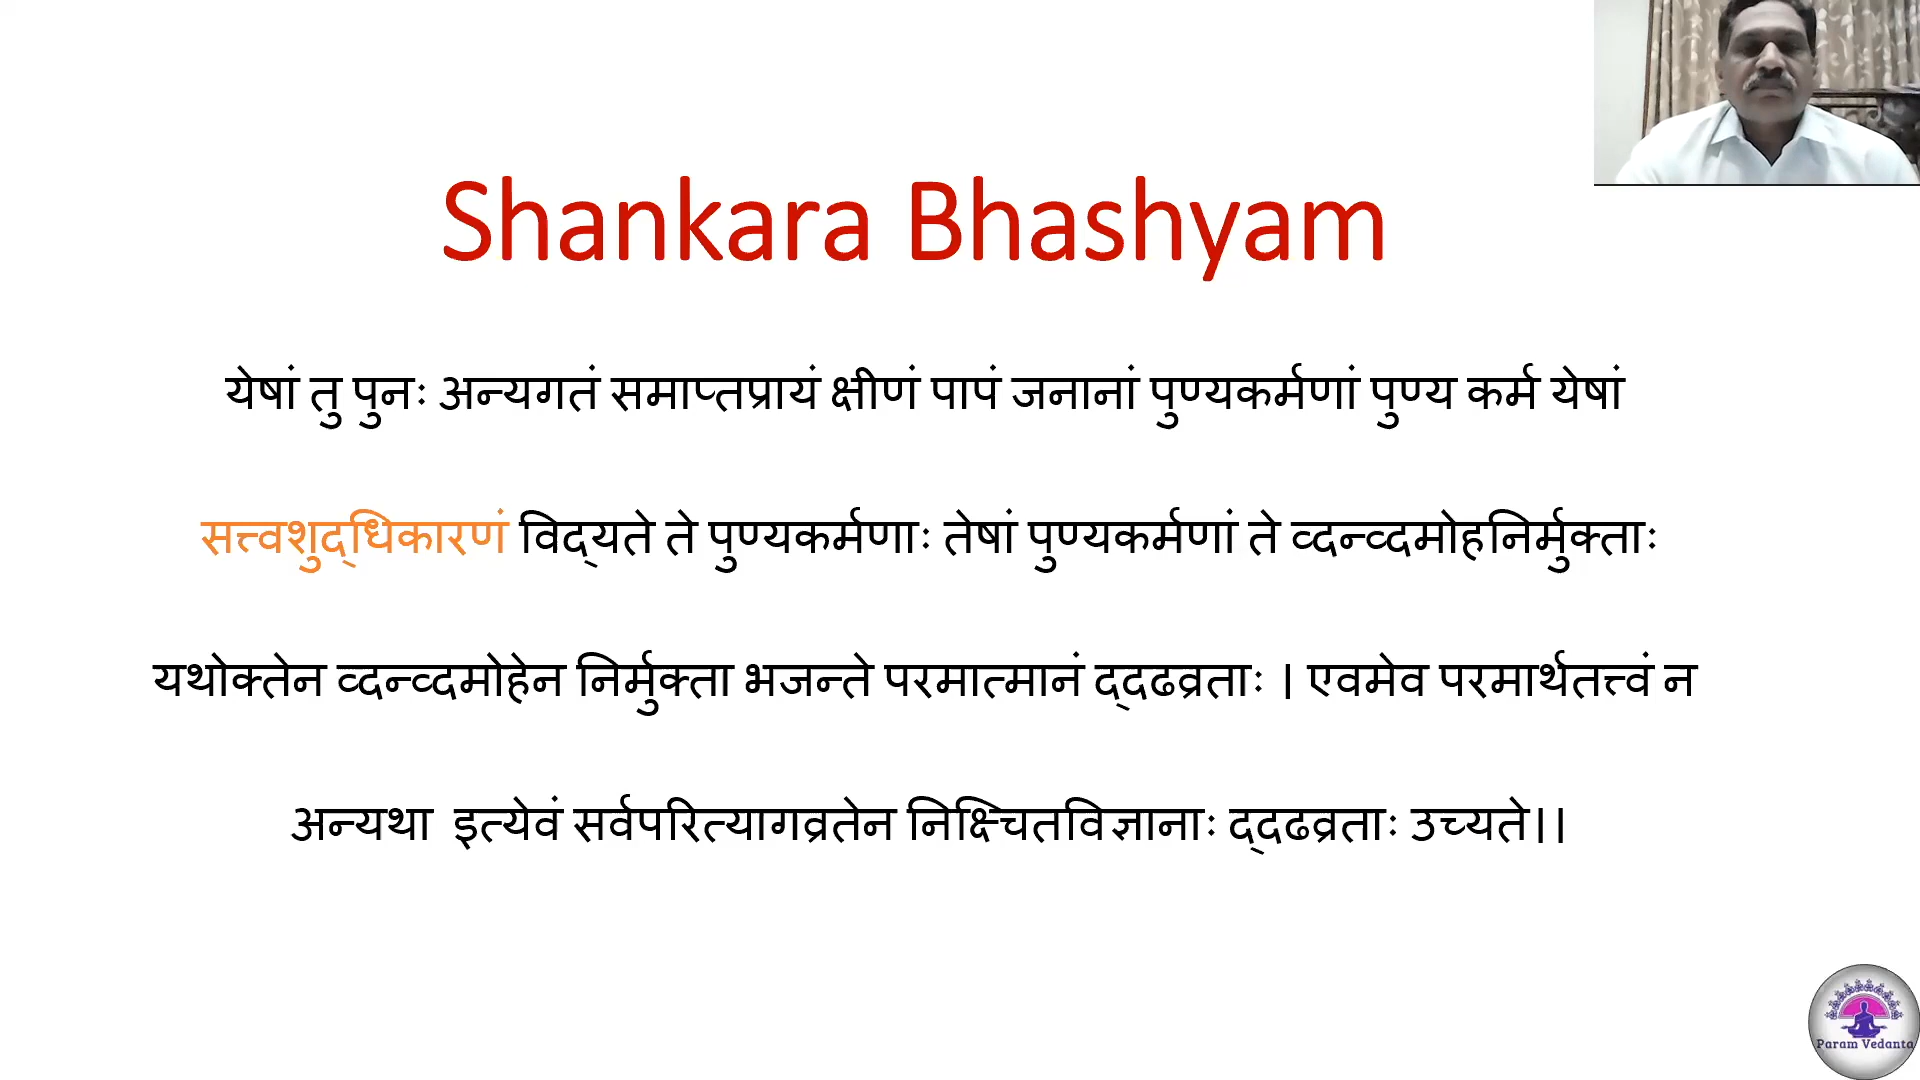 Shankara Bhashyam
येषां तु पुनः अन्यगतं समाप्तप्रायं क्षीणं पापं जनानां पुण्यकर्मणां पुण्य कर्म येषां
सत्त्वशुद्धिकारणं विद्यते ते पुण्यकर्मणाः तेषां पुण्यकर्मणां ते व्दन्व्दमोहनिर्मुक्ताः
यथोक्तेन व्दन्व्दमोहेन निर्मुक्ता भजन्ते परमात्मानं द्दढव्रताः । एवमेव परमार्थतत्त्वं न
अन्यथा इत्येवं सर्वपरित्यागव्रतेन निश्चितविज्ञानाः द्दढव्रताः उच्यते।।
Param Vedanta